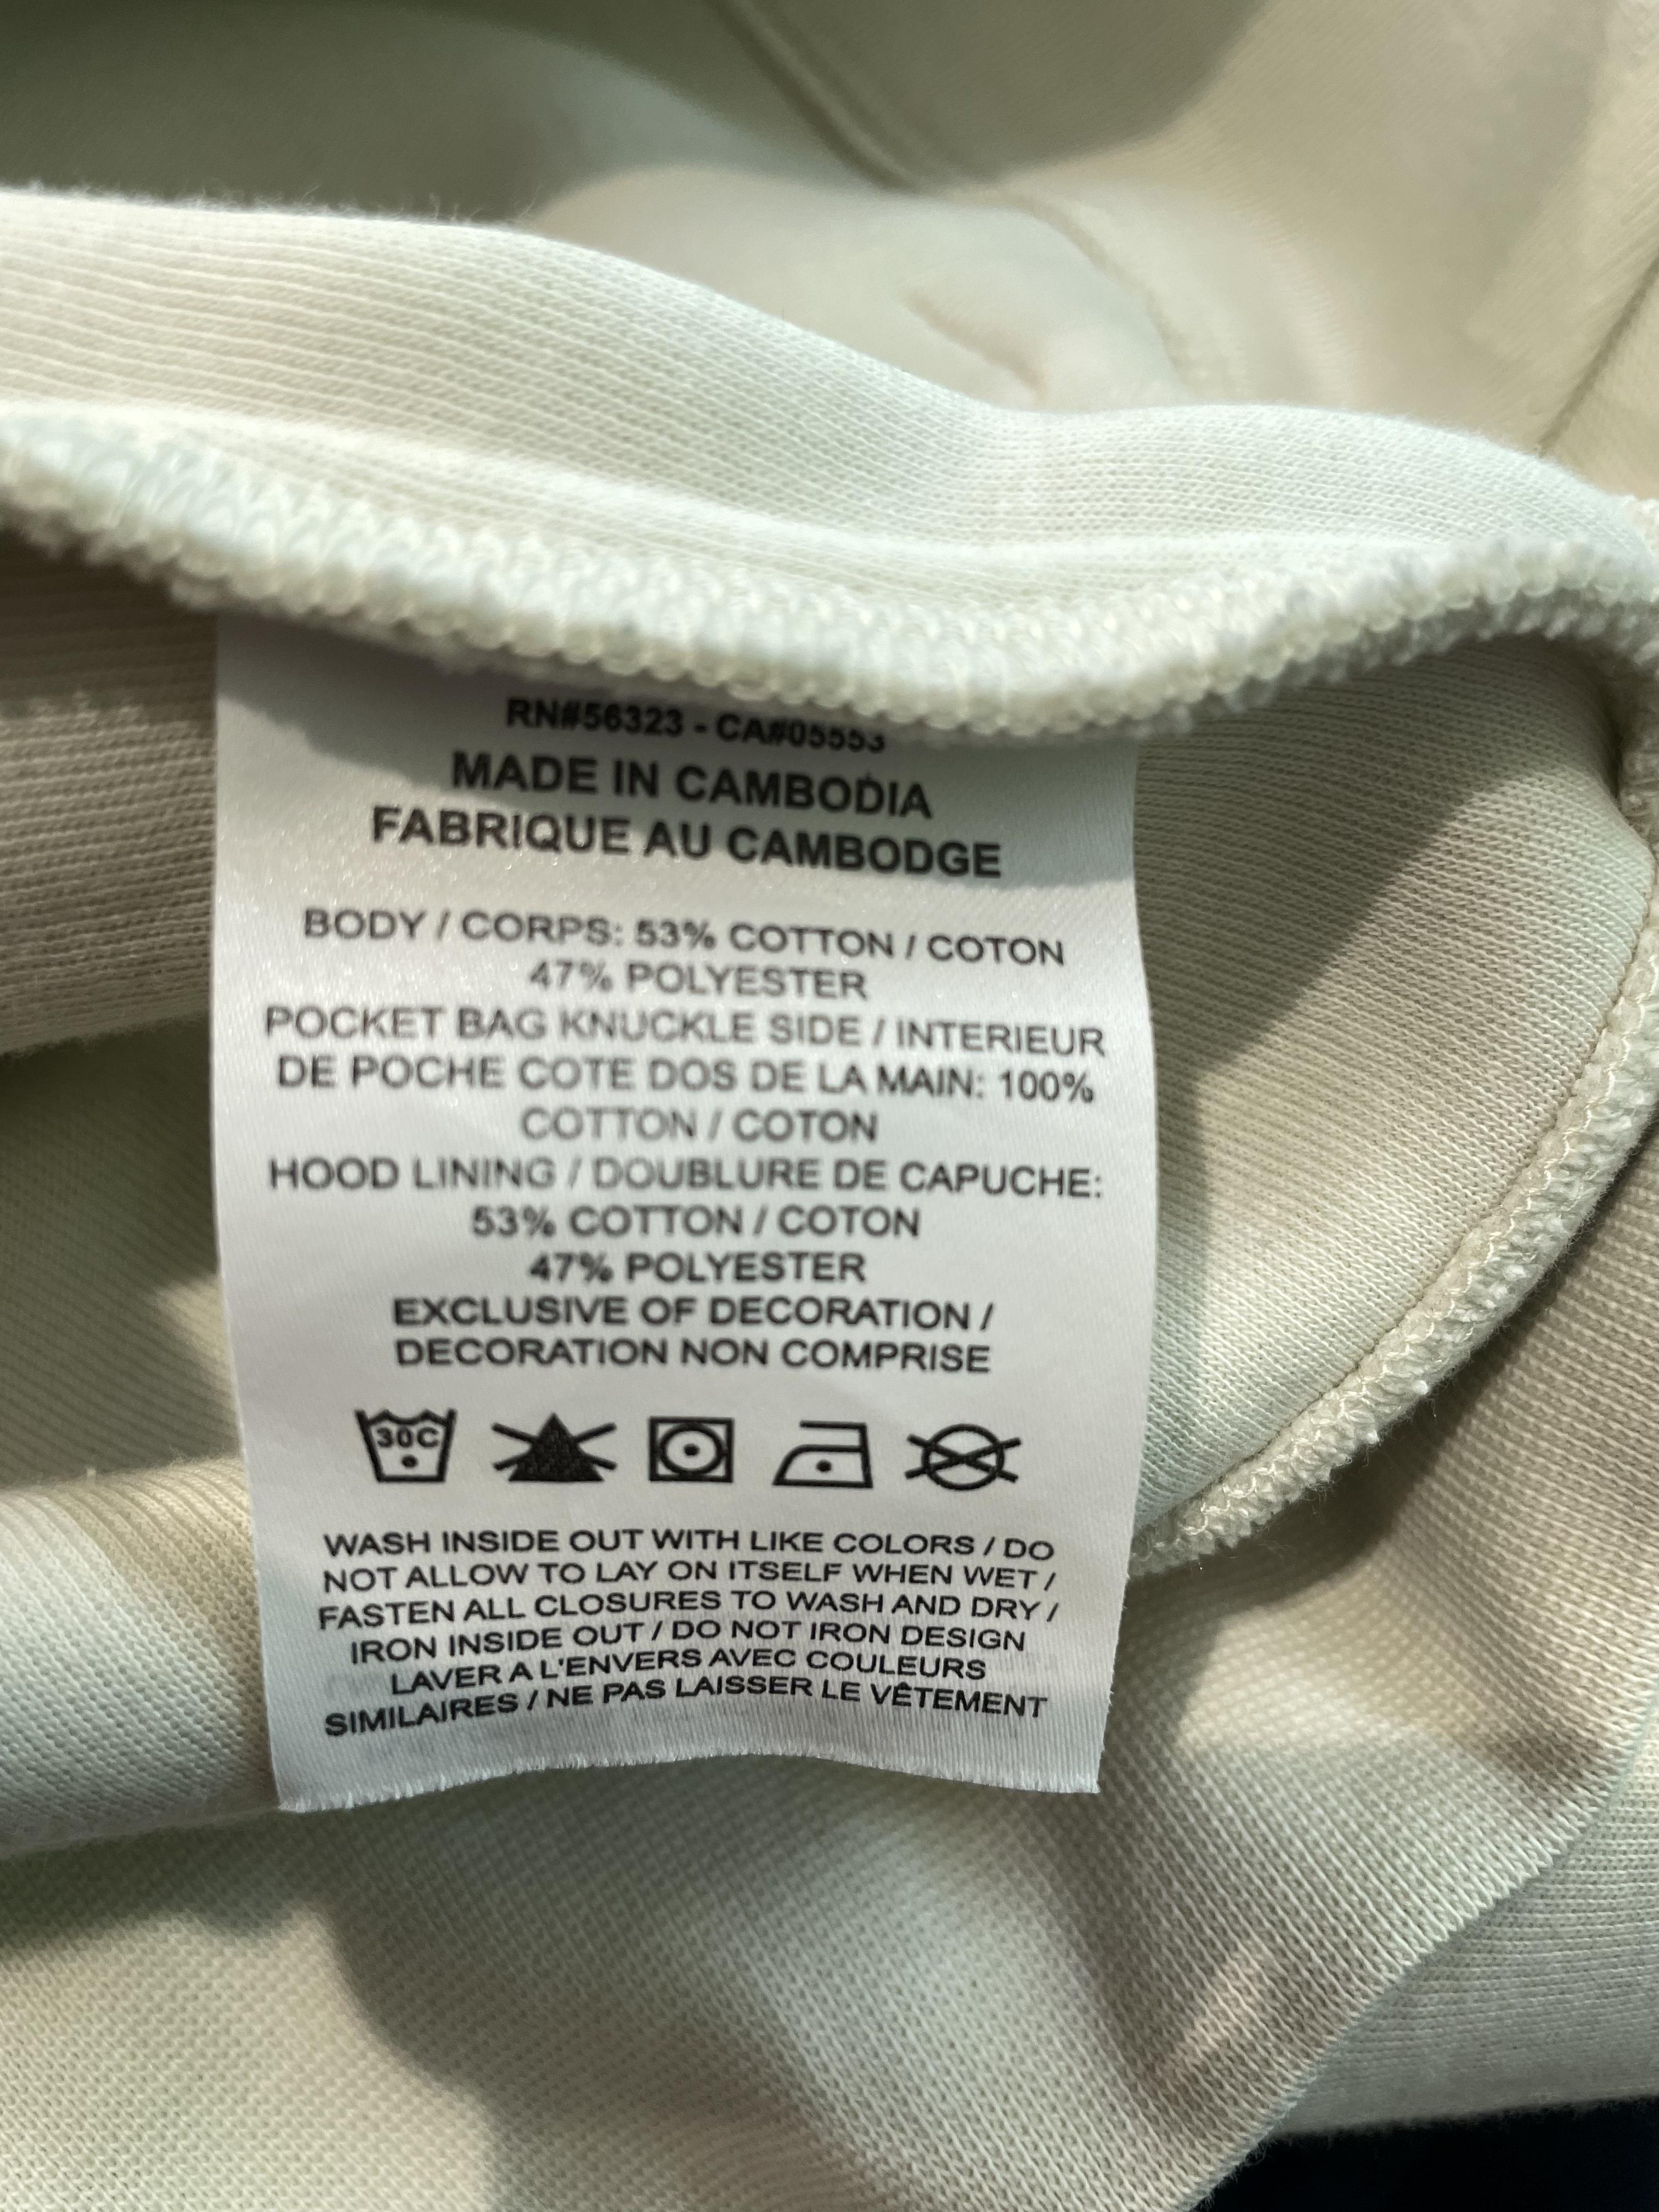 RN#56323 - CA#05553
MADE IN CAMBODIA
FABRIQUE AU CAMBODGE
BODY / CORPS: 53% COTTON / COTON
47% POLYESTER
POCKET BAG KNUCKLE SIDE / INTERIEUR
DE POCHE COTE DOS DE LA MAIN: 100%
COTTON / COTON
HOOD LINING / DOUBLURE DE CAPUCHE:
53% COTTON / COTON
47% POLYESTER
EXCLUSIVE OF DECORATION /
DECORATION NON COMPRISE
30C
WASH INSIDE OUT WITH LIKE COLORS / DO
NOT ALLOW TO LAY ON ITSELF WHEN WET /
FASTEN ALL CLOSURES TO WASH AND DRY /
IRON INSIDE OUT / DO NOT IRON DESIGN
LAVER A L'ENVERS AVEC COULEURS
SIMILAIRES / NE PAS LAISSER LE VÊTEMENT